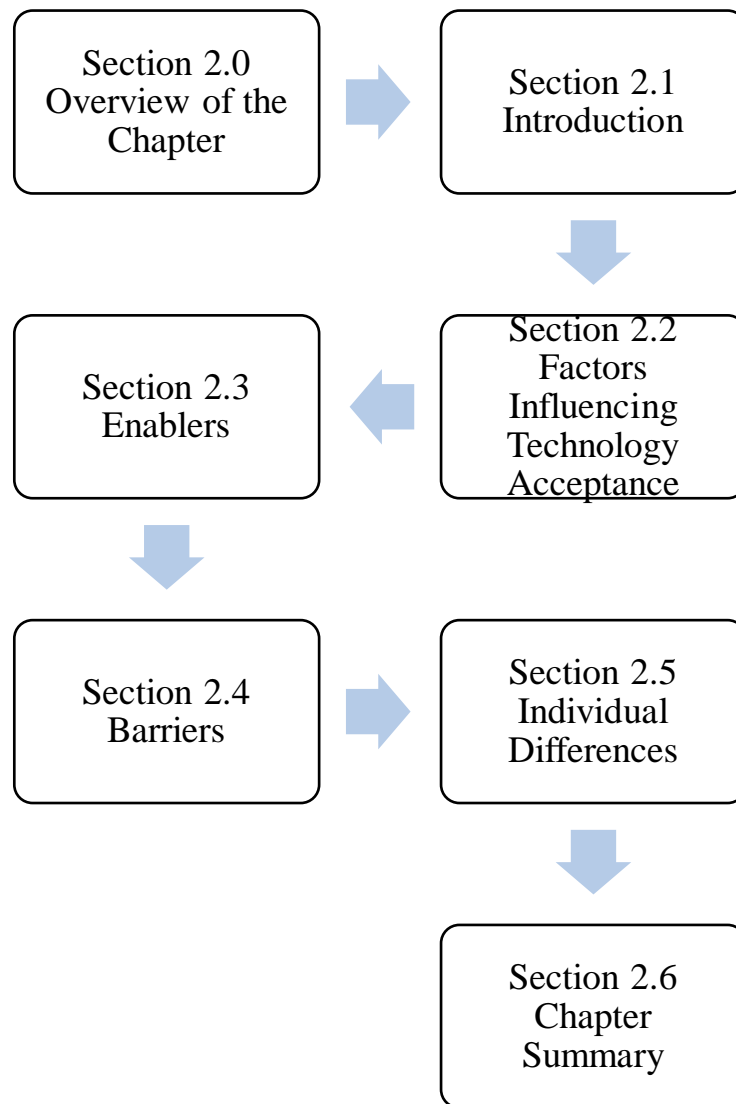 Section 2.0
Overview of the
Chapter
Section 2.1
Introduction
Section 2.2
Factors
Influencing
Technology
Acceptance
Section 2.3
Enablers
Section 2.4
Barriers
Section 2.5
Individual
Differences
Section 2.6
Chapter
Summary